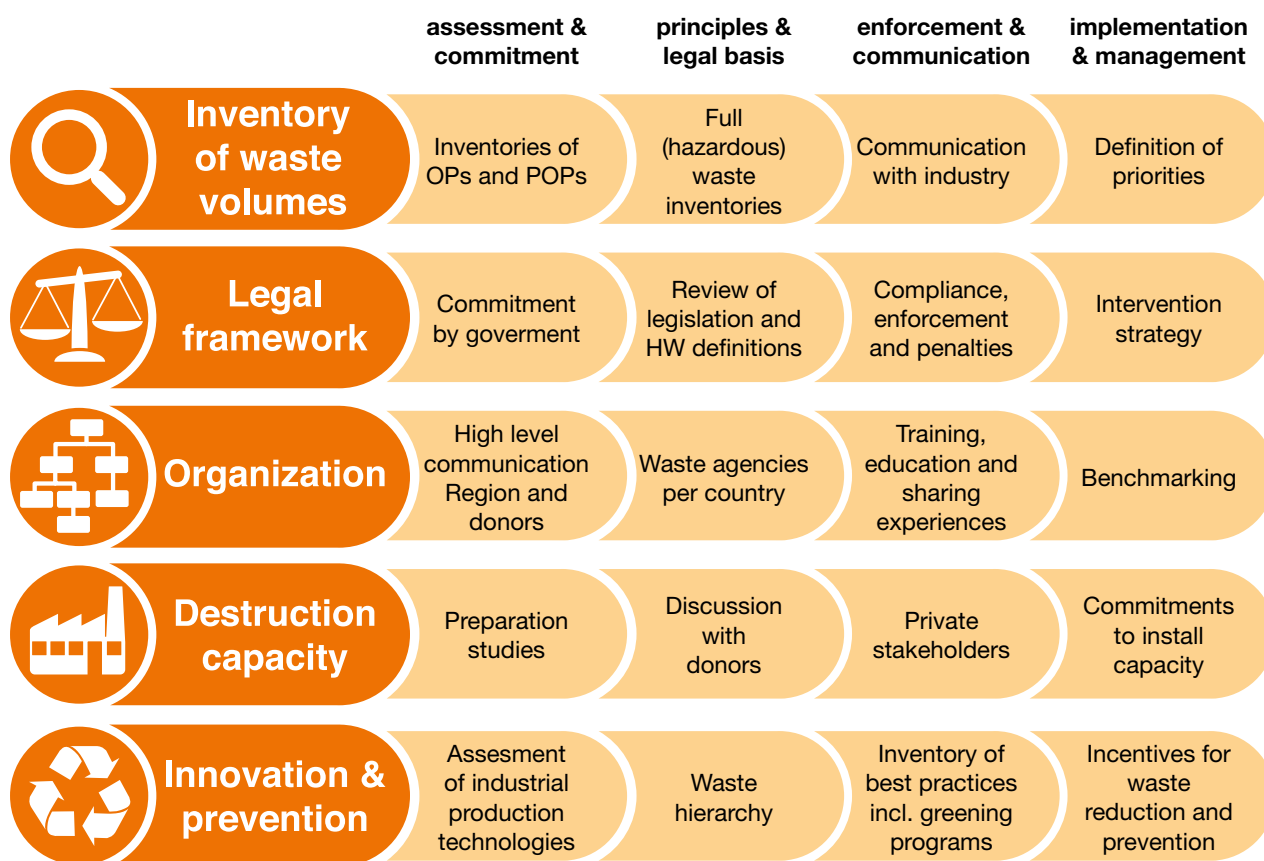 assessment &
commitment
principles &
legal basis
enforcement &
communication
implementation
& management
Inventory
of waste
volumes
Inventories of
OPs and POPs
Full
(hazardous)
waste
inventories
Communication
with industry
Definition of
priorities
Legal
framework
Commitment
by goverment
Review of
legislation and
HW definitions
Compliance,
enforcement
and penalties
Intervention
strategy
Organization
High level
communication
Region and
donors
Waste agencies
per country
Training,
education and
sharing
experiences
Benchmarking
Destruction
capacity
Preparation
studies
Discussion
with
donors
Private
stakeholders
Commitments
to install
capacity
Innovation &
prevention
Assesment
of industrial
production
technologies
Waste
hierarchy
Inventory of
best practices
incl. greening
programs
Incentives for
waste
reduction and
prevention